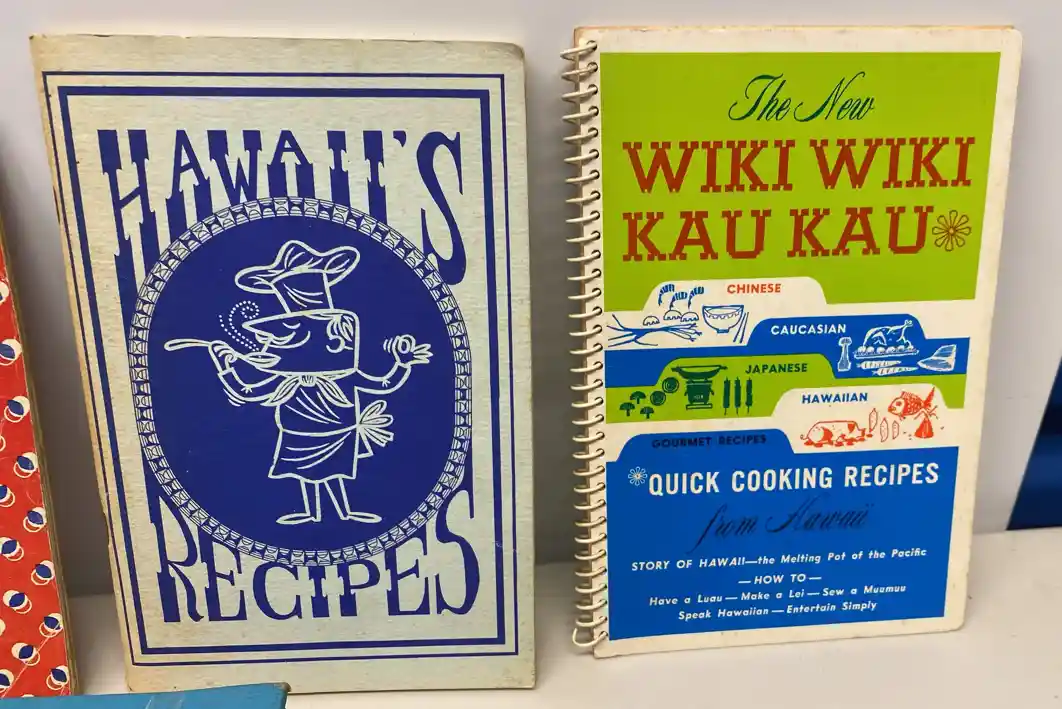 HAWAII'S
RECIPES
The New
WIKI WIKI
KAU KAU
CHINESE
CAUCASIAN
JAPANESE
HAWAIIAN
GOURMET RECIPES
QUICK COOKING RECIPES
from Hawaii
STORY OF HAWAII—the Melting Pot of the Pacific
— HOW TO —
Have a Luau — Make a Lei — Sew a Muumuu
Speak Hawaiian — Entertain Simply